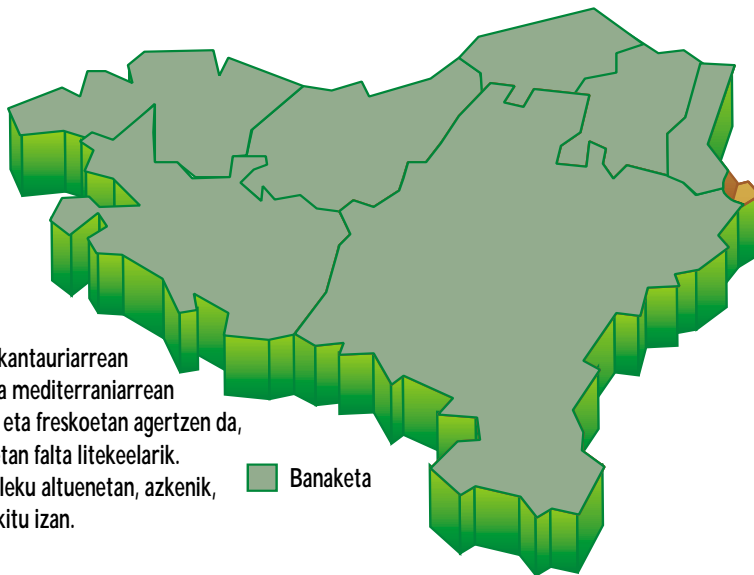 kantauriarrean
a mediterraniarrean
eta freskoetan agertzen da,
tan falta litekeelarik.
leku altuenetan, azkenik,
kitu izan.
Banaketa